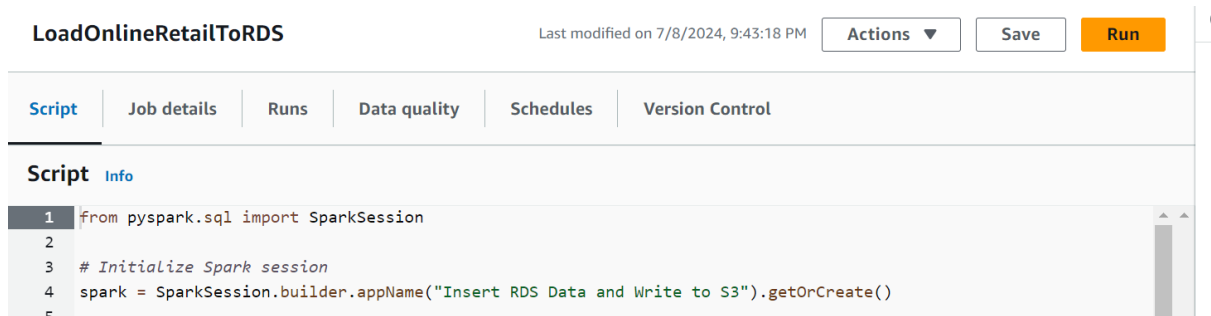 LoadOnlineRetailToRDS
Last modified on 7/8/2024, 9:43:18 PM
Actions ▼
Save
Run
Script
Job details
Runs
Data quality
Schedules
Version Control
Script Info
1 from pyspark.sql import SparkSession
2
3 # Initialize Spark session
4 spark = SparkSession.builder.appName("Insert RDS Data and Write to S3").getOrCreate()
5